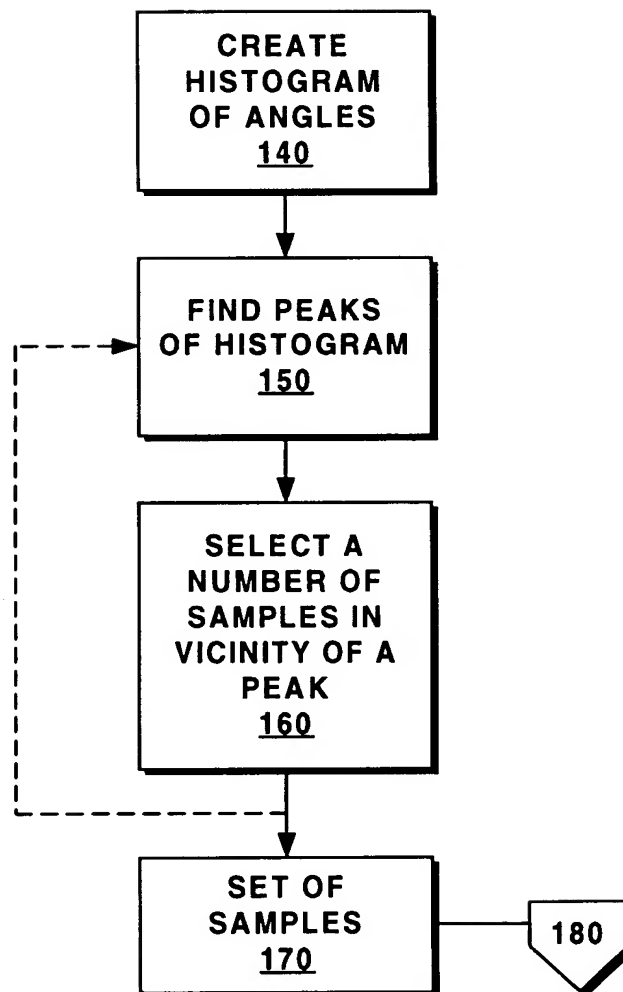 CREATE
HISTOGRAM
OF ANGLES
140
FIND PEAKS
OF HISTOGRAM
150
SELECT A
NUMBER OF
SAMPLES IN
VICINITY OF A
PEAK
160
SET OF
SAMPLES
170
180